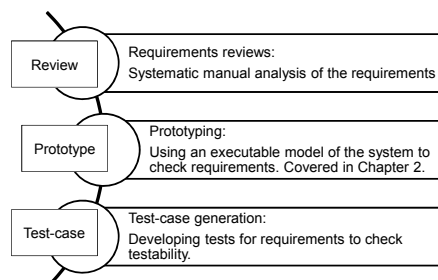 Review
Requirements reviews:
Systematic manual analysis of the requirements
Prototype
Prototyping:
Using an executable model of the system to
check requirements. Covered in Chapter 2.
Test-case
Test-case generation:
Developing tests for requirements to check
testability.